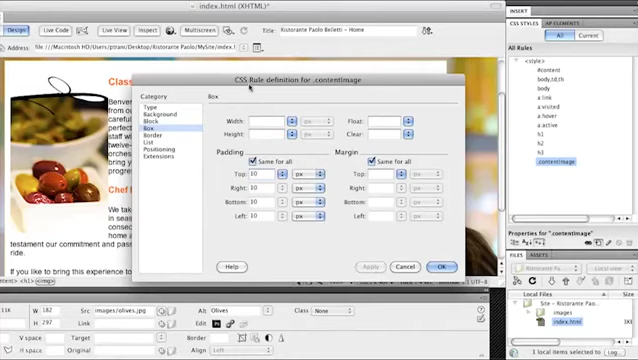 index.html (XHTML)*
Design
Live Code
Live View
Inspect
Multiscreen
Title: Ristorante Paolo Belletti - Home
Address: file:///Macintosh HD/Users/ptrani/Desktop/Ristorante Paolo/MySite/index.h
INSERT
CSS STYLES
AP ELEMENTS
All
Current
All Rules
<style>
#content
body,td,th
body
a:link
a:visited
a:hover
a:active
h1
h2
h3
.contentImage
Properties for ".contentImage"
CSS Rule definition for .contentImage
Category
Box
Type
Background
Block
Box
Border
List
Positioning
Extensions
Width:
px
Float:
Height:
px
Clear:
Padding
Margin
Same for all
Same for all
Top: 10 px
Top: px
Right: 10 px
Right: px
Bottom: 10 px
Bottom: px
Left: 10 px
Left: px
Help
Apply
Cancel
OK
testament our commitment and pass
ride.
If you like to bring this experience to
<h1> <img>
FILES
ASSETS
Ristorante Pa
Local view
Local Files
Site - Ristorante Pao
images
index.html
1 local items selected
Log...
W 182
Src images/olives.jpg
Alt Olives
Class None
H 297
Link
Edit
V space
Target
Border
H space
Original
Align